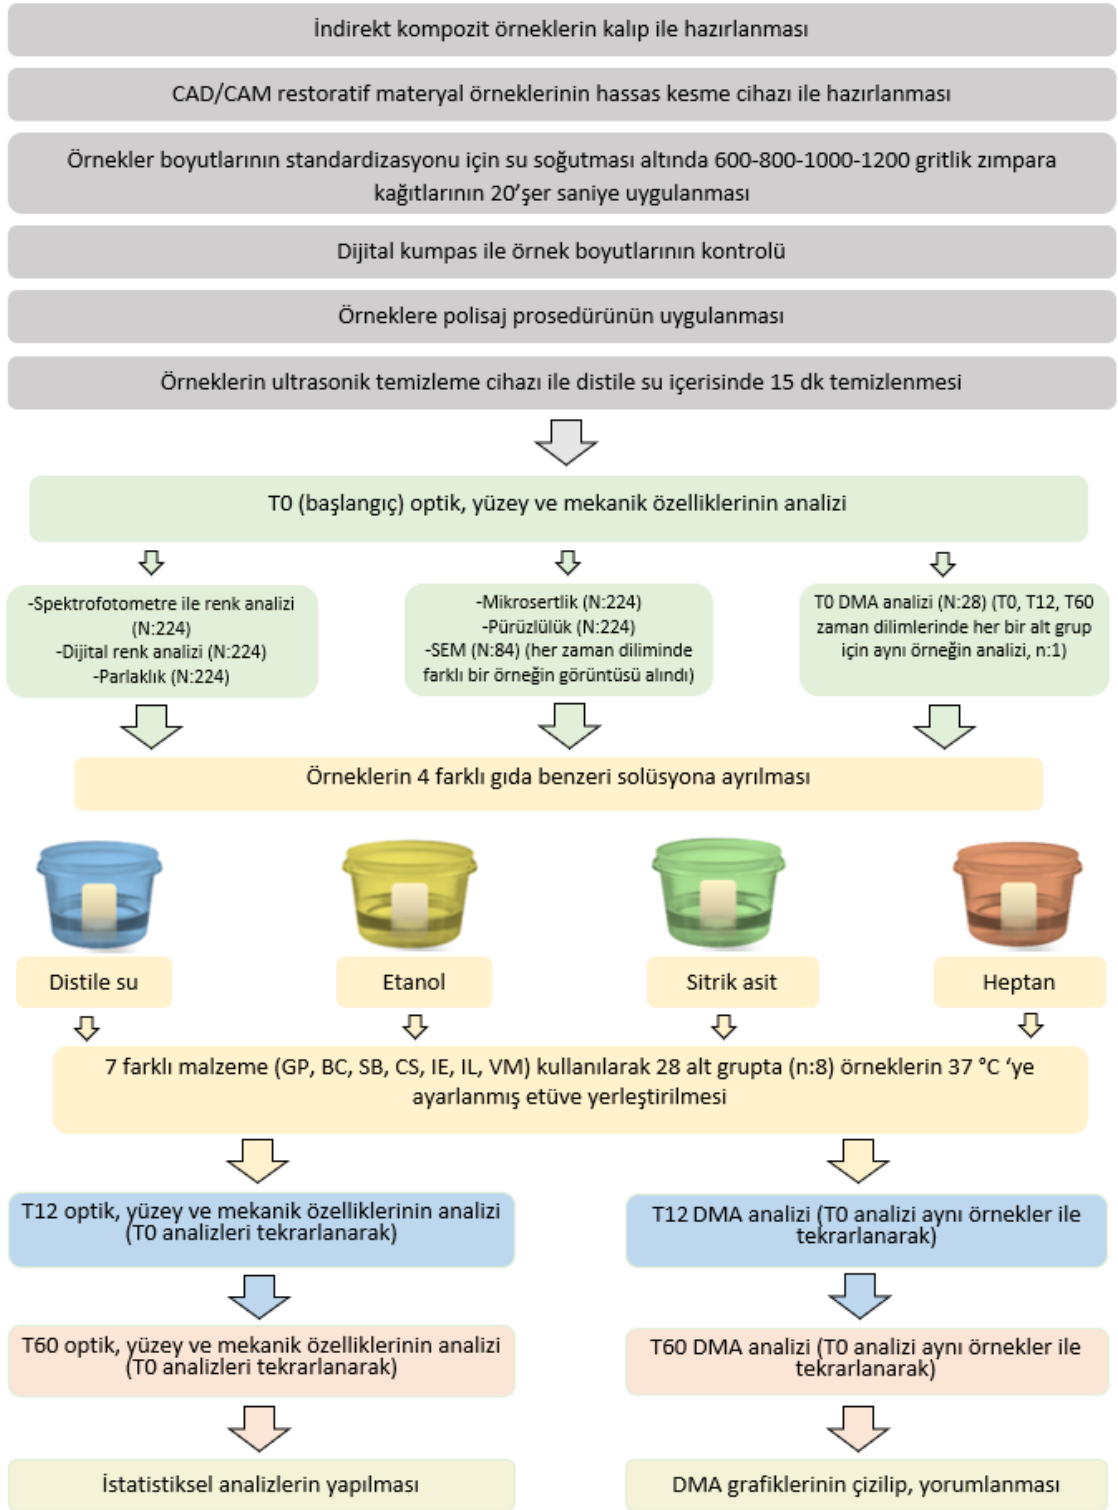 İndirekt kompozit örneklerin kalıp ile hazırlanması
CAD/CAM restoratif materyal örneklerinin hassas kesme cihazı ile hazırlanması
Örnekler boyutlarının standardizasyonu için su soğutması altında 600-800-1000-1200 gritlik zımpara
kağıtlarının 20’şer saniye uygulanması
Dijital kumpas ile örnek boyutlarının kontrolü
Örneklere polisaj prosedürünün uygulanması
Örneklerin ultrasonik temizleme cihazı ile distile su içerisinde 15 dk temizlenmesi
T0 (başlangıç) optik, yüzey ve mekanik özelliklerinin analizi
-Spektrofotometre ile renk analizi
(N:224)
-Dijital renk analizi (N:224)
-Parlaklık (N:224)
-Mikrosertlik (N:224)
-Pürüzlülük (N:224)
-SEM (N:84) (her zaman diliminde
farklı bir örneğin görüntüsü alındı)
T0 DMA analizi (N:28) (T0, T12, T60
zaman dilimlerinde her bir alt grup
için aynı örneğin analizi, n:1)
Örneklerin 4 farklı gıda benzeri solüsyona ayrılması
Distile su
Etanol
Sitrik asit
Heptan
7 farklı malzeme (GP, BC, SB, CS, IE, IL, VM) kullanılarak 28 alt grupta (n:8) örneklerin 37 °C ‘ye
ayarlanmış etüve yerleştirilmesi
T12 optik, yüzey ve mekanik özelliklerinin analizi
(T0 analizleri tekrarlanarak)
T12 DMA analizi (T0 analizi aynı örnekler ile
tekrarlanarak)
T60 optik, yüzey ve mekanik özelliklerinin analizi
(T0 analizleri tekrarlanarak)
T60 DMA analizi (T0 analizi aynı örnekler ile
tekrarlanarak)
İstatistiksel analizlerin yapılması
DMA grafiklerinin çizilip, yorumlanması